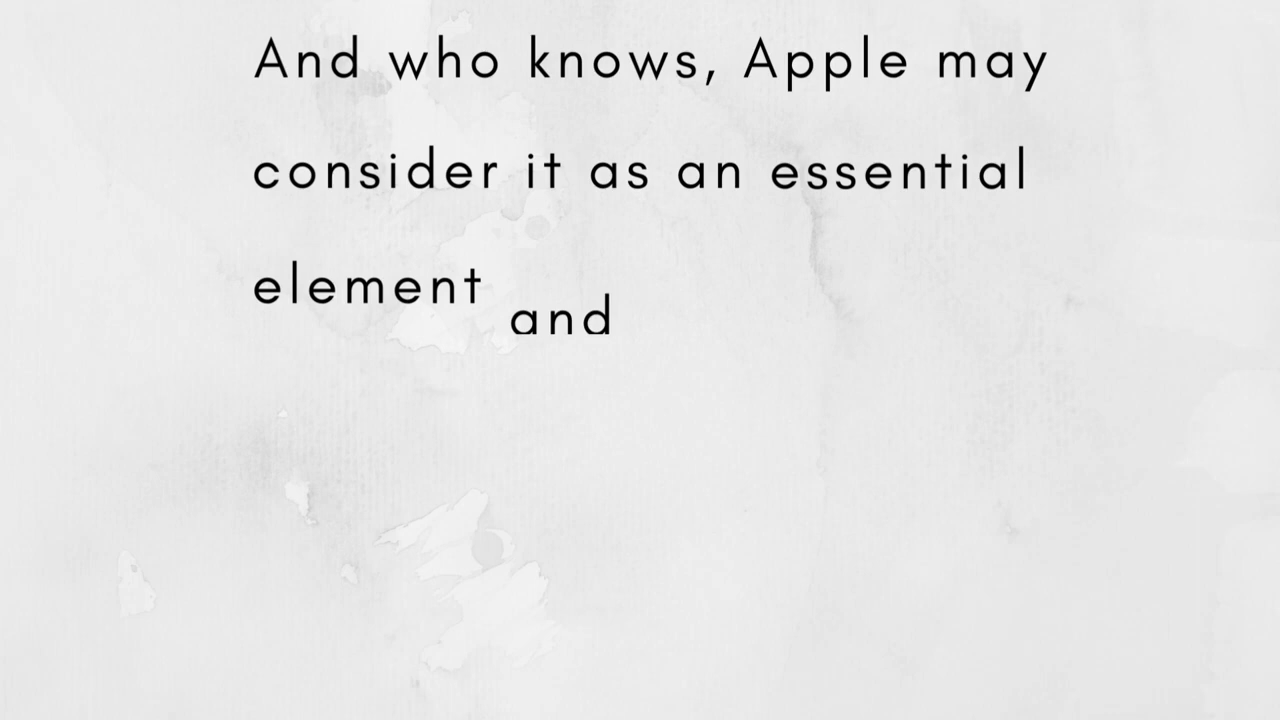 And who knows, Apple may
consider it as an essential
element and